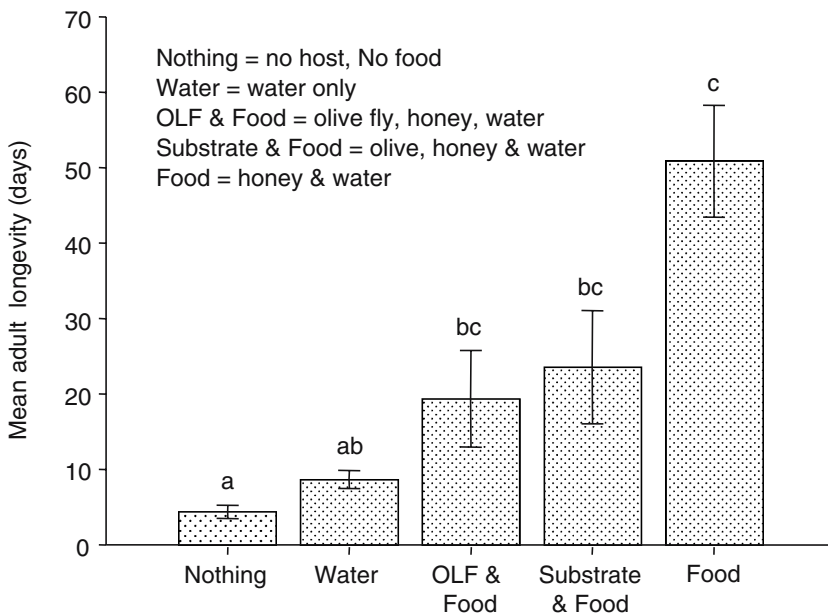 70
60
50
40
30
20
10
0
Mean adult longevity (days)
Nothing = no host, No food
Water = water only
OLF & Food = olive fly, honey, water
Substrate & Food = olive, honey & water
Food = honey & water
a
ab
bc
bc
c
Nothing
Water
OLF &
Food
Substrate
& Food
Food